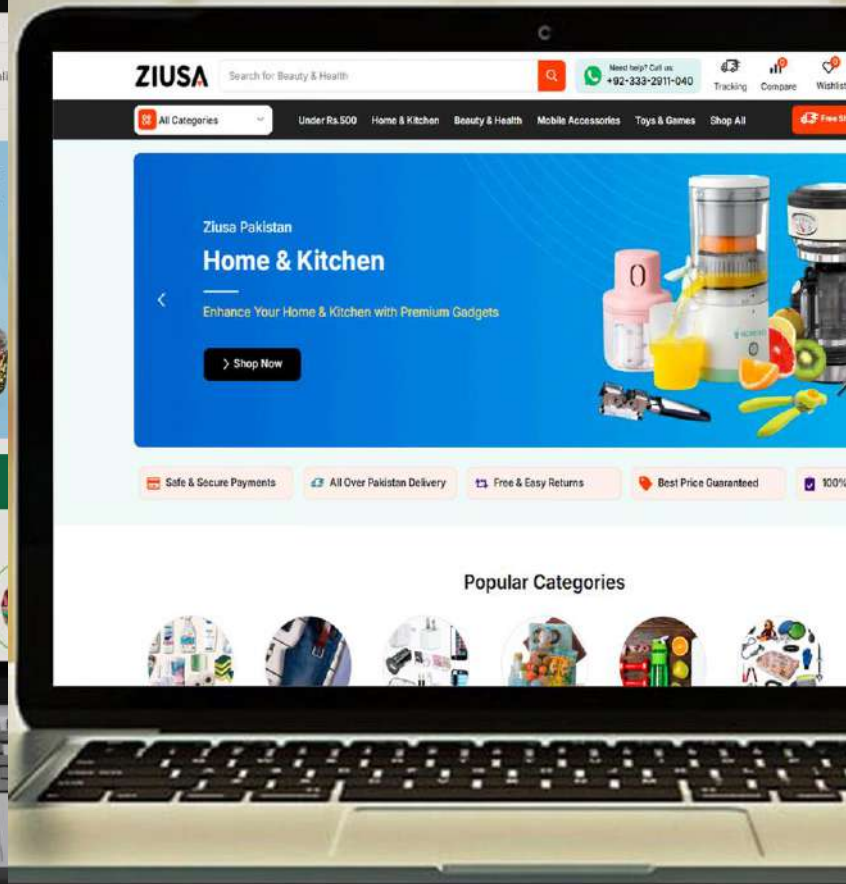 ZIUSA
Search for Beauty & Health
Need help? Call us:
+92-333-2911-040
Tracking
Compare
Wishlist
All Categories
Under Rs.500
Home & Kitchen
Beauty & Health
Mobile Accessories
Toys & Games
Shop All
Free
Ziusa Pakistan
Home & Kitchen
Enhance Your Home & Kitchen with Premium Gadgets
Shop Now
Safe & Secure Payments
All Over Pakistan Delivery
Free & Easy Returns
Best Price Guaranteed
100%
Popular Categories